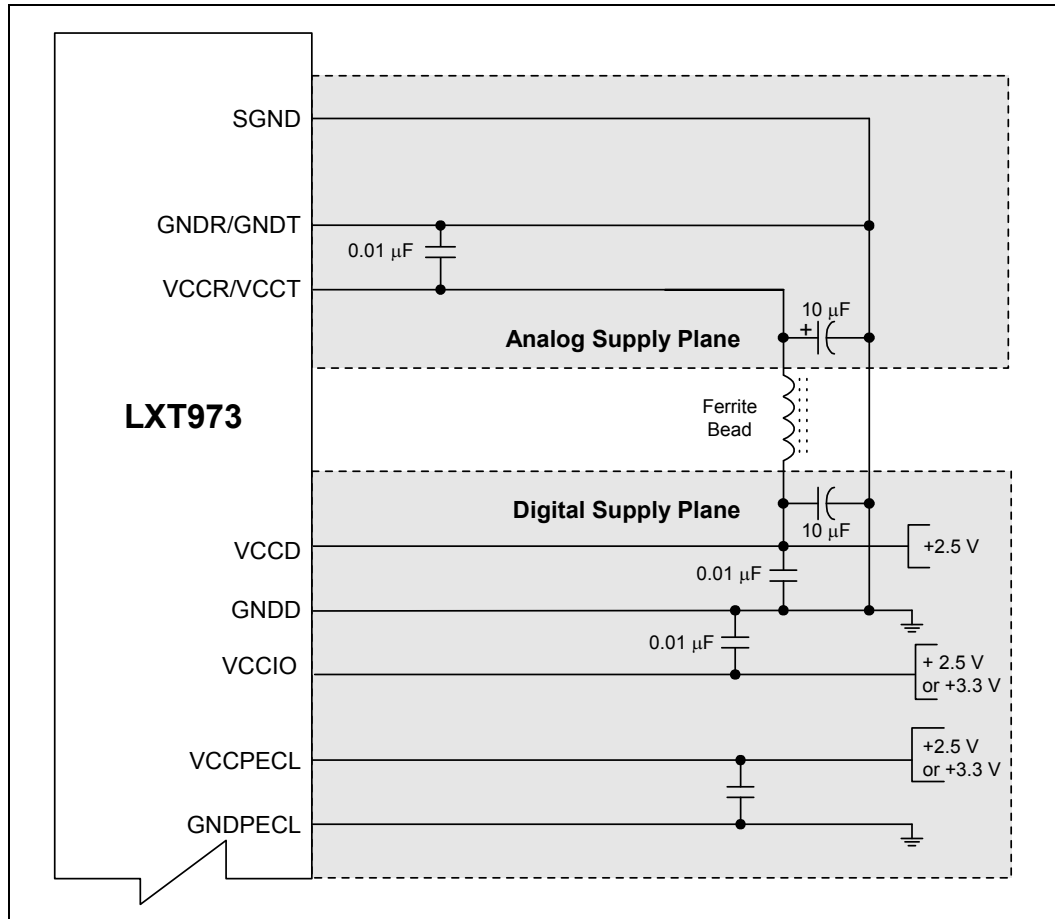 SGND
GNDR/GNDT
0.01 μF
VCCR/VCCT
10 μF
+
Analog Supply Plane
LXT973
Ferrite
Bead
Digital Supply Plane
10 μF
VCCD
+2.5 V
0.01 μF
GNDD
0.01 μF
VCCIO
+ 2.5 V
or +3.3 V
VCCPECL
+2.5 V
or +3.3 V
GNDPECL